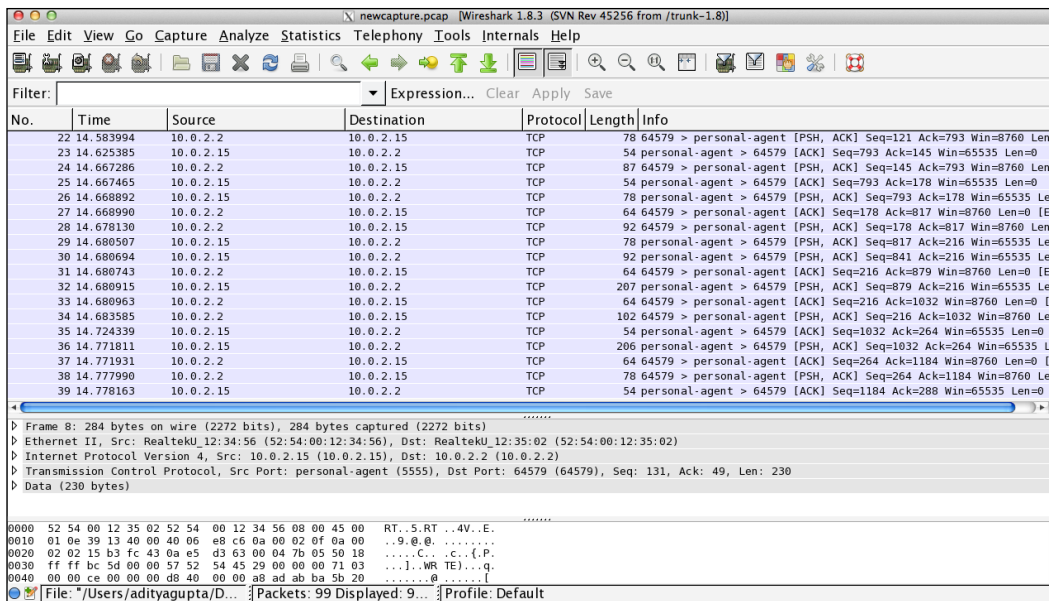 newcapture.pcap [Wireshark 1.8.3 (SVN Rev 45256 from /trunk-1.8)]
File Edit View Go Capture Analyze Statistics Telephony Tools Internals Help
Filter: Expression... Clear Apply Save
No. Time Source Destination Protocol Length Info
22 14.583994 10.0.2.2 10.0.2.15 TCP 78 64579 > personal-agent [PSH, ACK] Seq=121 Ack=793 Win=8760 Len
23 14.625385 10.0.2.15 10.0.2.2 TCP 54 personal-agent > 64579 [ACK] Seq=793 Ack=145 Win=65535 Len=0
24 14.667286 10.0.2.2 10.0.2.15 TCP 87 64579 > personal-agent [PSH, ACK] Seq=145 Ack=793 Win=8760 Len
25 14.667465 10.0.2.15 10.0.2.2 TCP 54 personal-agent > 64579 [ACK] Seq=793 Ack=178 Win=65535 Len=0
26 14.668892 10.0.2.15 10.0.2.2 TCP 78 personal-agent > 64579 [PSH, ACK] Seq=793 Ack=178 Win=65535 Le
27 14.668990 10.0.2.2 10.0.2.15 TCP 64 64579 > personal-agent [ACK] Seq=178 Ack=817 Win=8760 Len=0 [E
28 14.678130 10.0.2.2 10.0.2.15 TCP 92 64579 > personal-agent [PSH, ACK] Seq=178 Ack=817 Win=8760 Len
29 14.680507 10.0.2.15 10.0.2.2 TCP 78 personal-agent > 64579 [PSH, ACK] Seq=817 Ack=216 Win=65535 Le
30 14.680694 10.0.2.15 10.0.2.2 TCP 92 personal-agent > 64579 [PSH, ACK] Seq=841 Ack=216 Win=65535 Le
31 14.680743 10.0.2.2 10.0.2.15 TCP 64 64579 > personal-agent [ACK] Seq=216 Ack=879 Win=8760 Len=0 [E
32 14.680915 10.0.2.15 10.0.2.2 TCP 207 personal-agent > 64579 [PSH, ACK] Seq=879 Ack=216 Win=65535 Le
33 14.680963 10.0.2.2 10.0.2.15 TCP 64 64579 > personal-agent [ACK] Seq=216 Ack=1032 Win=8760 Len=0 [
34 14.683585 10.0.2.2 10.0.2.15 TCP 102 64579 > personal-agent [PSH, ACK] Seq=216 Ack=1032 Win=8760 Le
35 14.724339 10.0.2.15 10.0.2.2 TCP 54 personal-agent > 64579 [ACK] Seq=1032 Ack=264 Win=65535 Len=0
36 14.771811 10.0.2.15 10.0.2.2 TCP 206 personal-agent > 64579 [PSH, ACK] Seq=1032 Ack=264 Win=65535 L
37 14.771931 10.0.2.2 10.0.2.15 TCP 64 64579 > personal-agent [ACK] Seq=264 Ack=1184 Win=8760 Len=0 [
38 14.777990 10.0.2.2 10.0.2.15 TCP 78 64579 > personal-agent [PSH, ACK] Seq=264 Ack=1184 Win=8760 Le
39 14.778163 10.0.2.15 10.0.2.2 TCP 54 personal-agent > 64579 [ACK] Seq=1184 Ack=288 Win=65535 Len=0
Frame 8: 284 bytes on wire (2272 bits), 284 bytes captured (2272 bits)
Ethernet II, Src: RealtekU_12:34:56 (52:54:00:12:34:56), Dst: RealtekU_12:35:02 (52:54:00:12:35:02)
Internet Protocol Version 4, Src: 10.0.2.15 (10.0.2.15), Dst: 10.0.2.2 (10.0.2.2)
Transmission Control Protocol, Src Port: personal-agent (5555), Dst Port: 64579 (64579), Seq: 131, Ack: 49, Len: 230
Data (230 bytes)
0000 52 54 00 12 35 02 52 54 00 12 34 56 08 00 45 00 RT..5.RT ..4V..E.
0010 01 0e 39 13 40 00 40 06 e8 c6 0a 00 02 0f 0a 00 ..9.@.@. ........
0020 02 02 15 b3 fc 43 0a e5 d3 63 00 04 7b 05 50 18 .....C.. .c..{.P.
0030 ff ff bc 5d 00 00 57 52 54 45 29 00 00 00 71 03 ...]..WR TE)...q.
0040 00 00 ce 00 00 00 d8 40 00 00 a8 ad ab ba 5b 20 .......@ ......[
File: "/Users/adityagupta/D... Packets: 99 Displayed: 9... Profile: Default